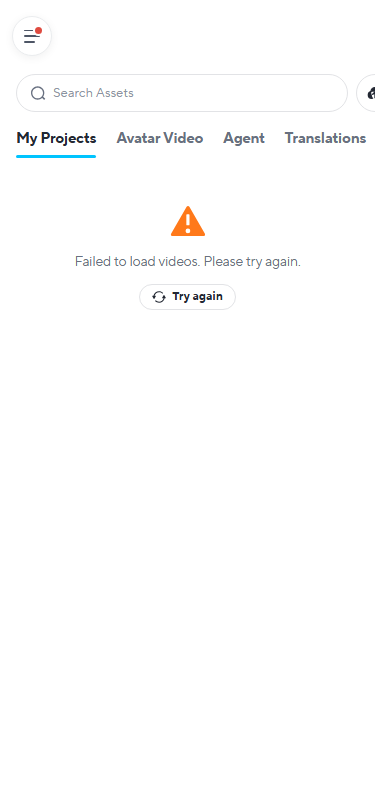 Search Assets
My Projects Avatar Video Agent Translations
Failed to load videos. Please try again.
Try again